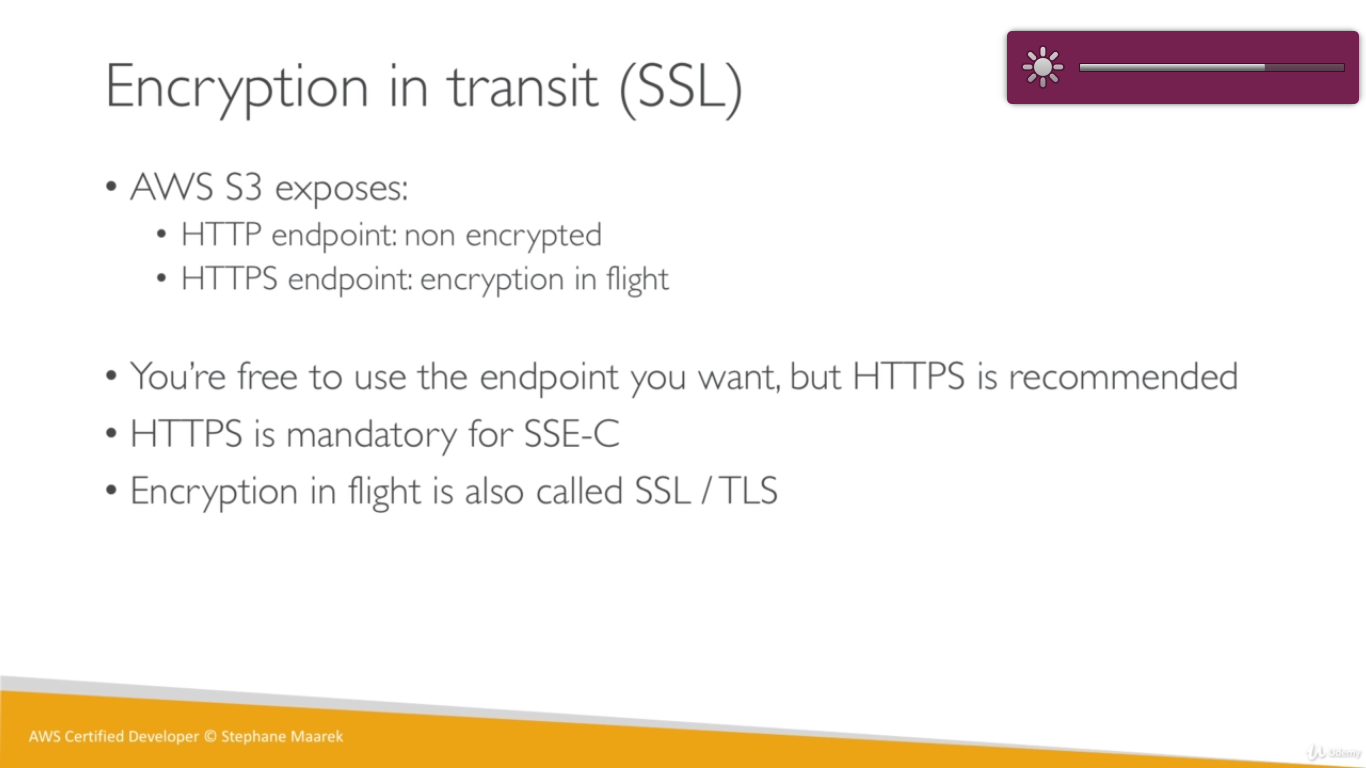 Encryption in transit (SSL)
• AWS S3 exposes:
• HTTP endpoint: non encrypted
• HTTPS endpoint: encryption in flight
• You’re free to use the endpoint you want, but HTTPS is recommended
• HTTPS is mandatory for SSE-C
• Encryption in flight is also called SSL / TLS
AWS Certified Developer © Stephane Maarek
Udemy